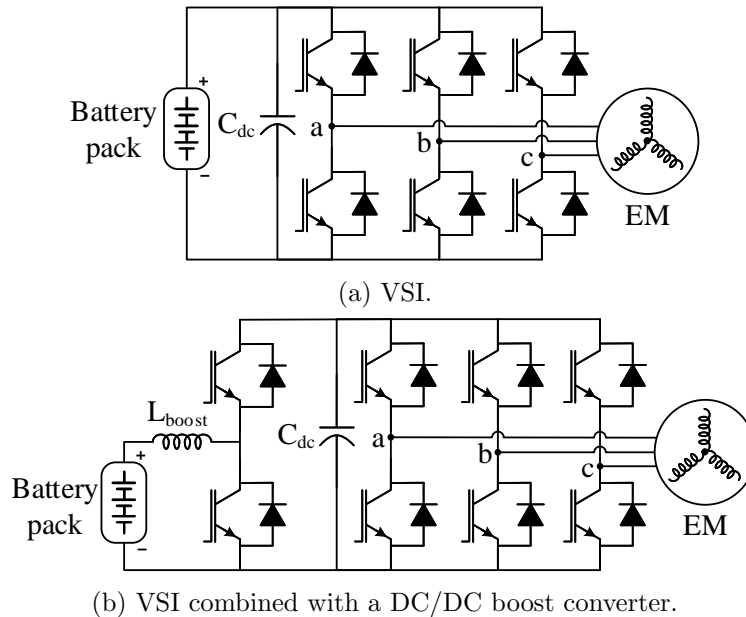 +
Battery
pack
C_dc
a
b
c
−
EM
(a) VSI.
L_boost
C_dc
a
+
b
Battery
pack
c
−
EM
(b) VSI combined with a DC/DC boost converter.